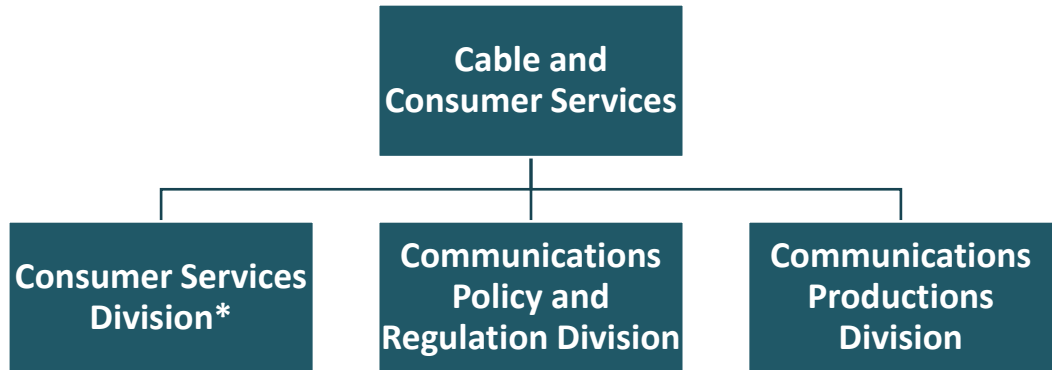 Cable and
Consumer Services
Consumer Services
Division*
Communications
Policy and
Regulation Division
Communications
Productions
Division